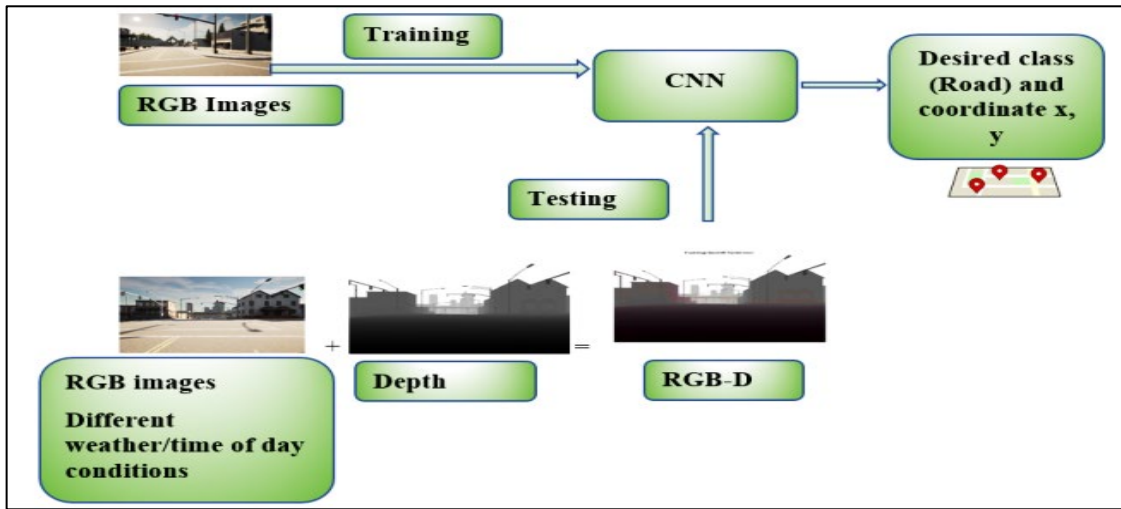 Training
RGB Images
CNN
Desired class
(Road) and
coordinate x,
y
Testing
+
=
RGB images
Different
weather/time of day
conditions
Depth
RGB-D